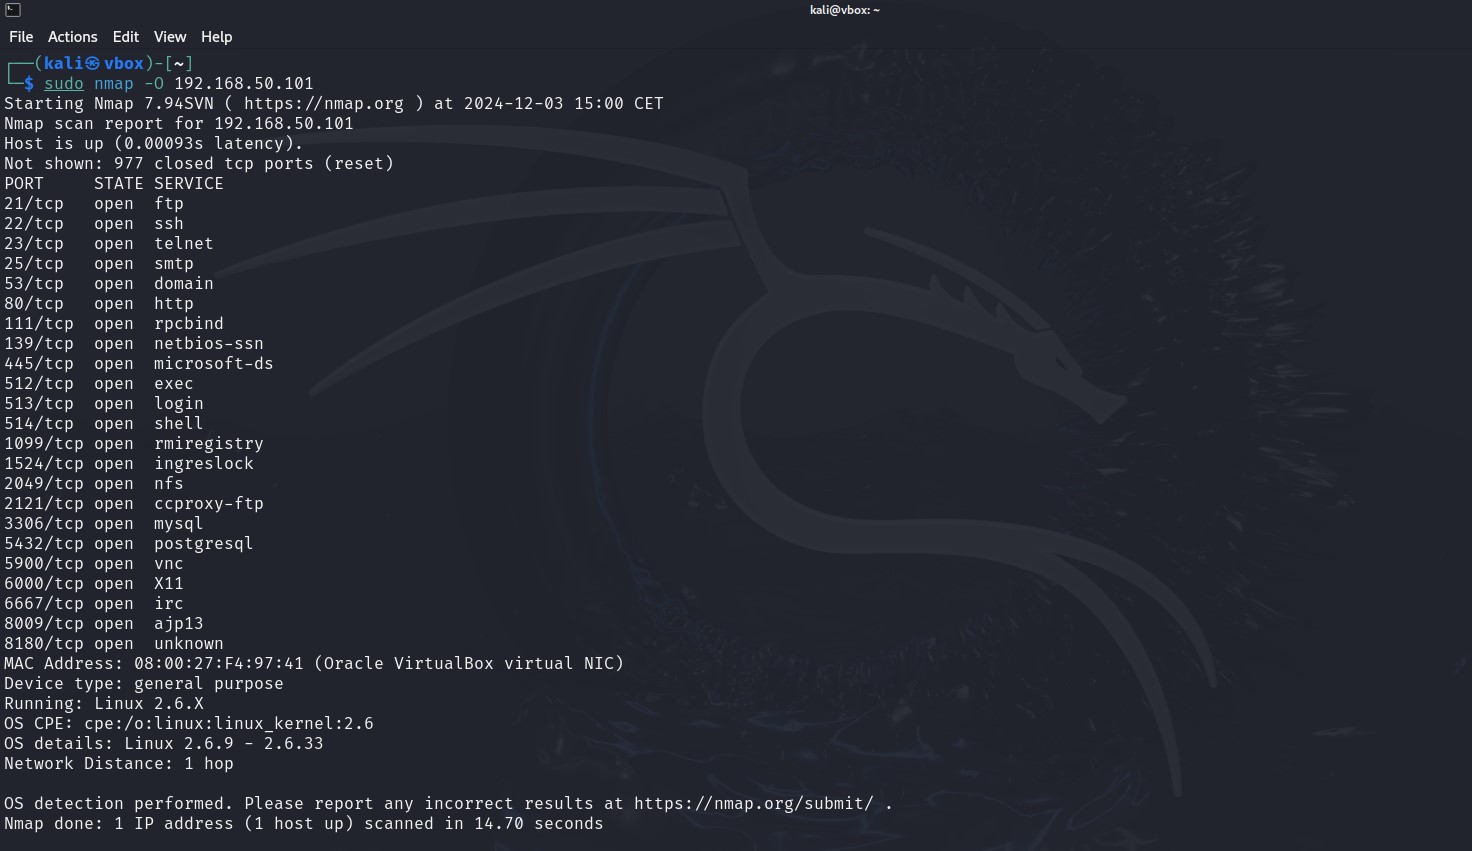 kali@vbox: ~
File Actions Edit View Help
┌──(kali㉿vbox)-[~]
└─$ sudo nmap -O 192.168.50.101
Starting Nmap 7.94SVN ( https://nmap.org ) at 2024-12-03 15:00 CET
Nmap scan report for 192.168.50.101
Host is up (0.00093s latency).
Not shown: 977 closed tcp ports (reset)
PORT     STATE SERVICE
21/tcp   open  ftp
22/tcp   open  ssh
23/tcp   open  telnet
25/tcp   open  smtp
53/tcp   open  domain
80/tcp   open  http
111/tcp  open  rpcbind
139/tcp  open  netbios-ssn
445/tcp  open  microsoft-ds
512/tcp  open  exec
513/tcp  open  login
514/tcp  open  shell
1099/tcp open  rmiregistry
1524/tcp open  ingreslock
2049/tcp open  nfs
2121/tcp open  ccproxy-ftp
3306/tcp open  mysql
5432/tcp open  postgresql
5900/tcp open  vnc
6000/tcp open  X11
6667/tcp open  irc
8009/tcp open  ajp13
8180/tcp open  unknown
MAC Address: 08:00:27:F4:97:41 (Oracle VirtualBox virtual NIC)
Device type: general purpose
Running: Linux 2.6.X
OS CPE: cpe:/o:linux:linux_kernel:2.6
OS details: Linux 2.6.9 - 2.6.33
Network Distance: 1 hop
OS detection performed. Please report any incorrect results at https://nmap.org/submit/ .
Nmap done: 1 IP address (1 host up) scanned in 14.70 seconds